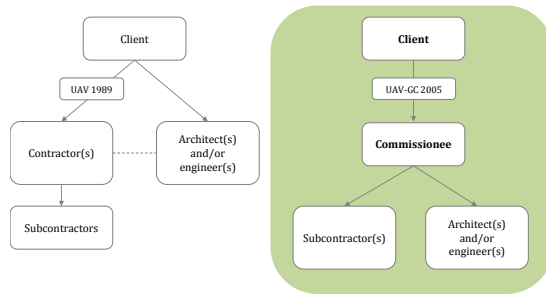 Client
UAV 1989
Contractor(s)
Architect(s)
and/or
engineer(s)
Subcontractors
Client
UAV-GC 2005
Commissionee
Subcontractor(s)
Architect(s)
and/or
engineer(s)